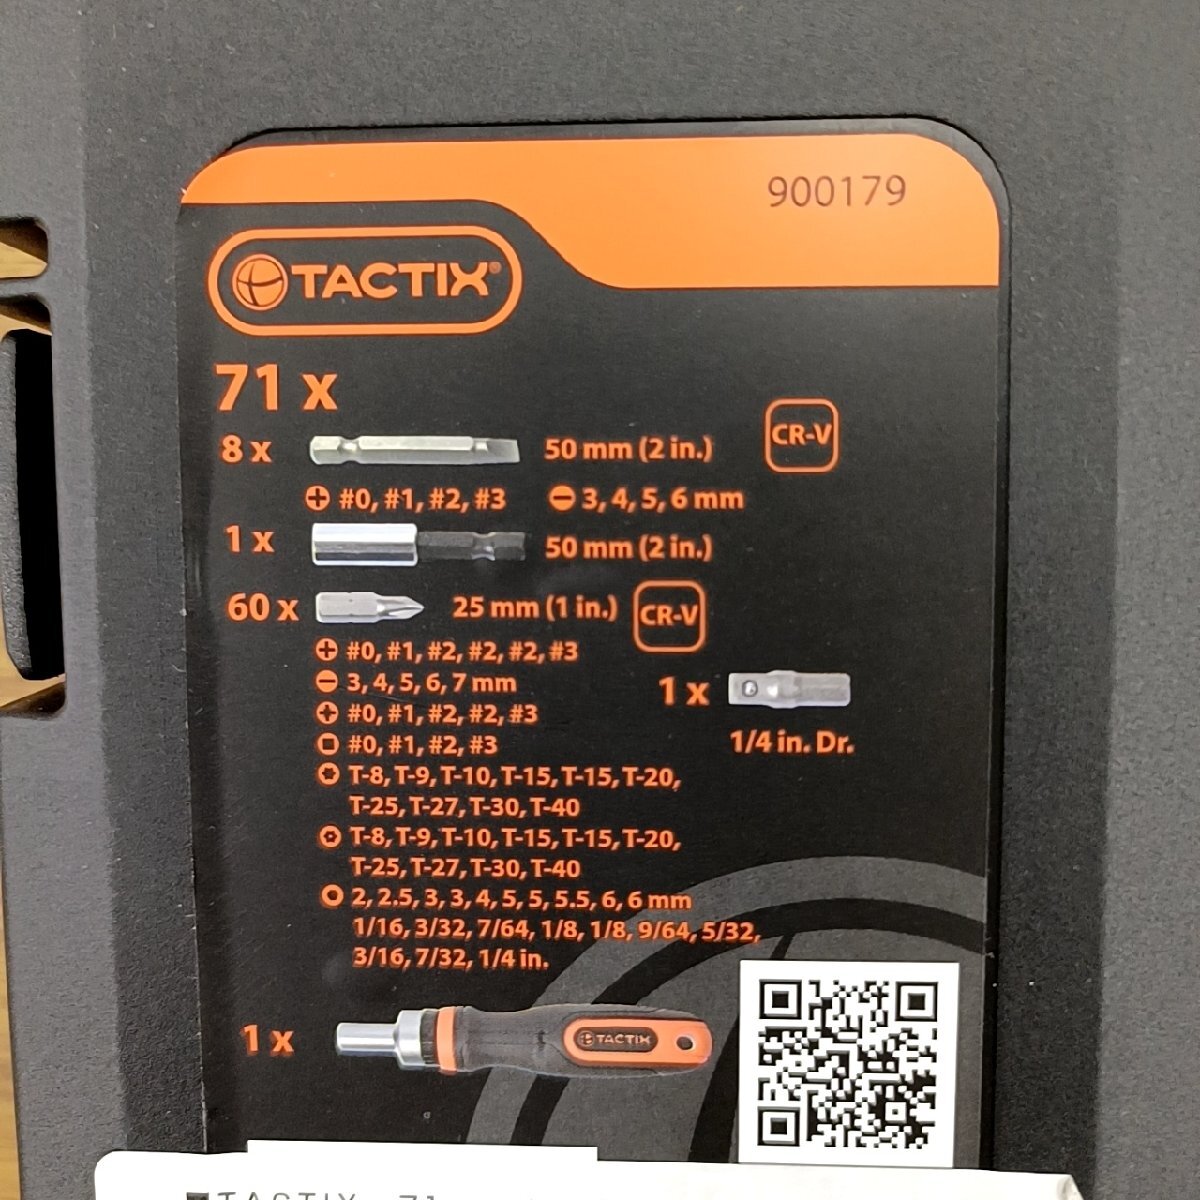 900179
TACTIX®
71 x
8 x 50 mm (2 in.) CR-V
#0, #1, #2, #3 3, 4, 5, 6 mm
1 x 50 mm (2 in.)
60 x 25 mm (1 in.) CR-V
#0, #1, #2, #2, #2, #3
3, 4, 5, 6, 7 mm
1 x
#0, #1, #2, #2, #3
#0, #1, #2, #3
1/4 in. Dr.
T-8, T-9, T-10, T-15, T-15, T-20,
T-25, T-27, T-30, T-40
T-8, T-9, T-10, T-15, T-15, T-20,
T-25, T-27, T-30, T-40
2, 2.5, 3, 3, 4, 5, 5, 5.5, 6, 6 mm
1/16, 3/32, 7/64, 1/8, 1/8, 9/64, 5/32,
3/16, 7/32, 1/4 in.
1 x TACTIX
TACTIX 71